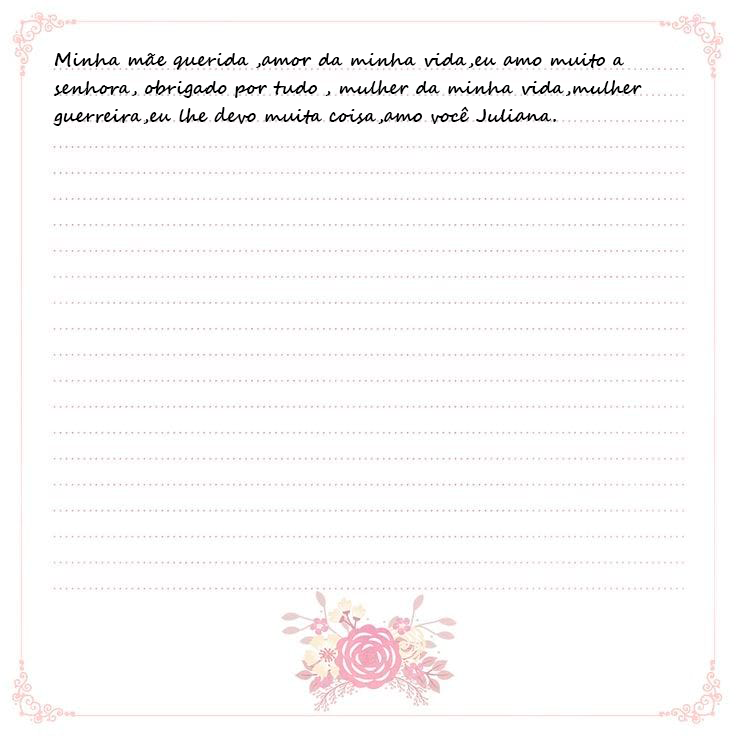 Minha mãe querida ,amor da minha vida,eu amo muito a
senhora, obrigado por tudo , mulher da minha vida,mulher
guerreira,eu lhe devo muita coisa,amo você Juliana.